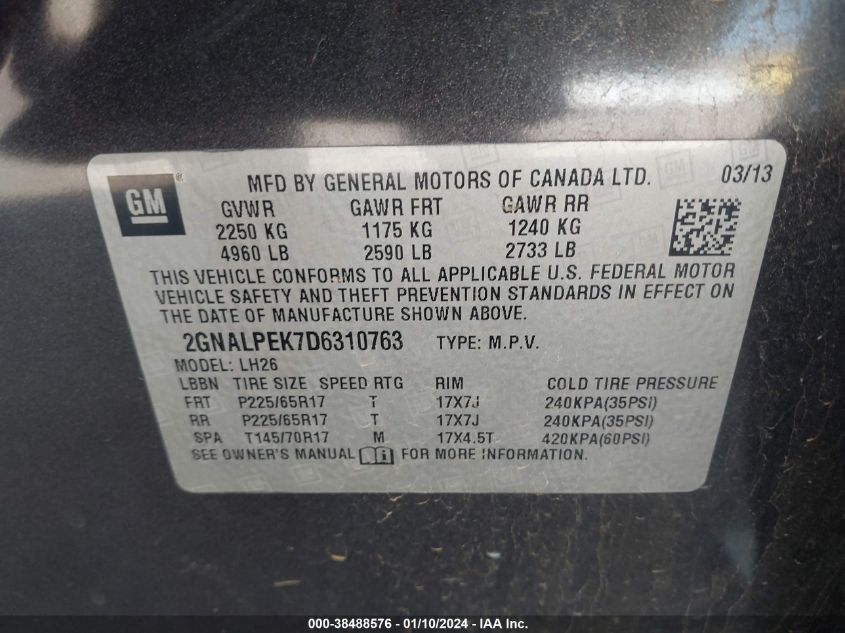 GM ®
MFD BY GENERAL MOTORS OF CANADA LTD. 03/13
GVWR GAWR FRT GAWR RR
2250 KG 1175 KG 1240 KG
4960 LB 2590 LB 2733 LB
THIS VEHICLE CONFORMS TO ALL APPLICABLE U.S. FEDERAL MOTOR
VEHICLE SAFETY AND THEFT PREVENTION STANDARDS IN EFFECT ON
THE DATE OF MANUFACTURE SHOWN ABOVE.
2GNALPEK7D6310763 TYPE: M.P.V.
MODEL: LH26
LBBN TIRE SIZE SPEED RTG RIM COLD TIRE PRESSURE
FRT P225/65R17 T 17X7J 240KPA(35PSI)
RR P225/65R17 T 17X7J 240KPA(35PSI)
SPA T145/70R17 M 17X4.5T 420KPA(60PSI)
SEE OWNER'S MANUAL FOR MORE INFORMATION.
000-38488576 - 01/10/2024 - IAA Inc.